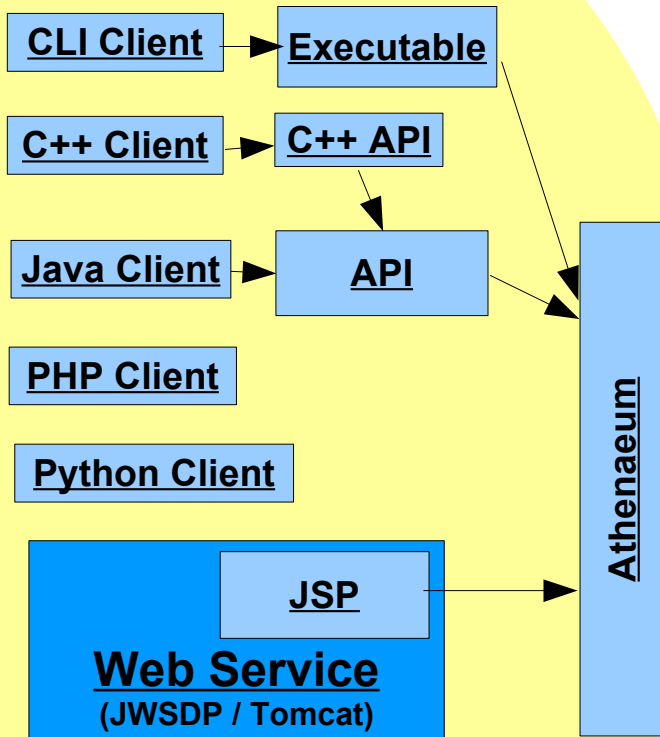 CLI Client
Executable
C++ Client
C++ API
Java Client
API
PHP Client
Python Client
Athenaeum
JSP
Web Service
(JWSDP / Tomcat)